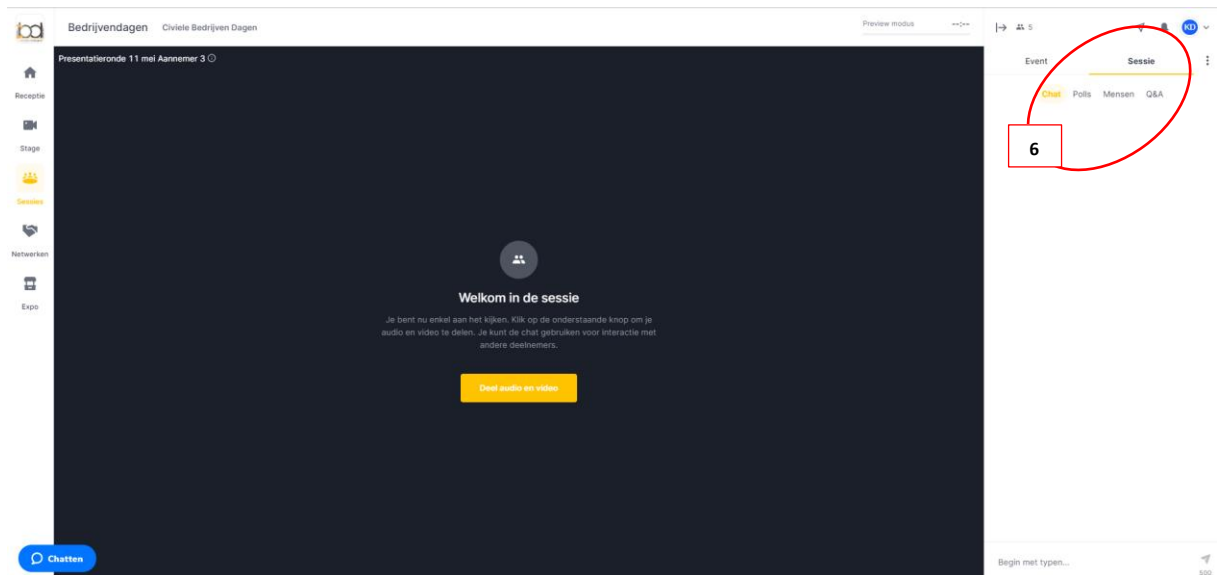 bd
Bedrijvendagen Civiele Bedrijven Dagen
Preview modus --:--
5
KD
Presentatieronde 11 mei Aannemer 3
Event Sessie
Chat Polls Mensen Q&A
6
Receptie
Stage
Sessies
Netwerken
Expo
Welkom in de sessie
Je bent nu enkel aan het kijken. Klik op de onderstaande knop om je
audio en video te delen. Je kunt de chat gebruiken voor interactie met
andere deelnemers.
Deel audio en video
Chatten
Begin met typen...
500